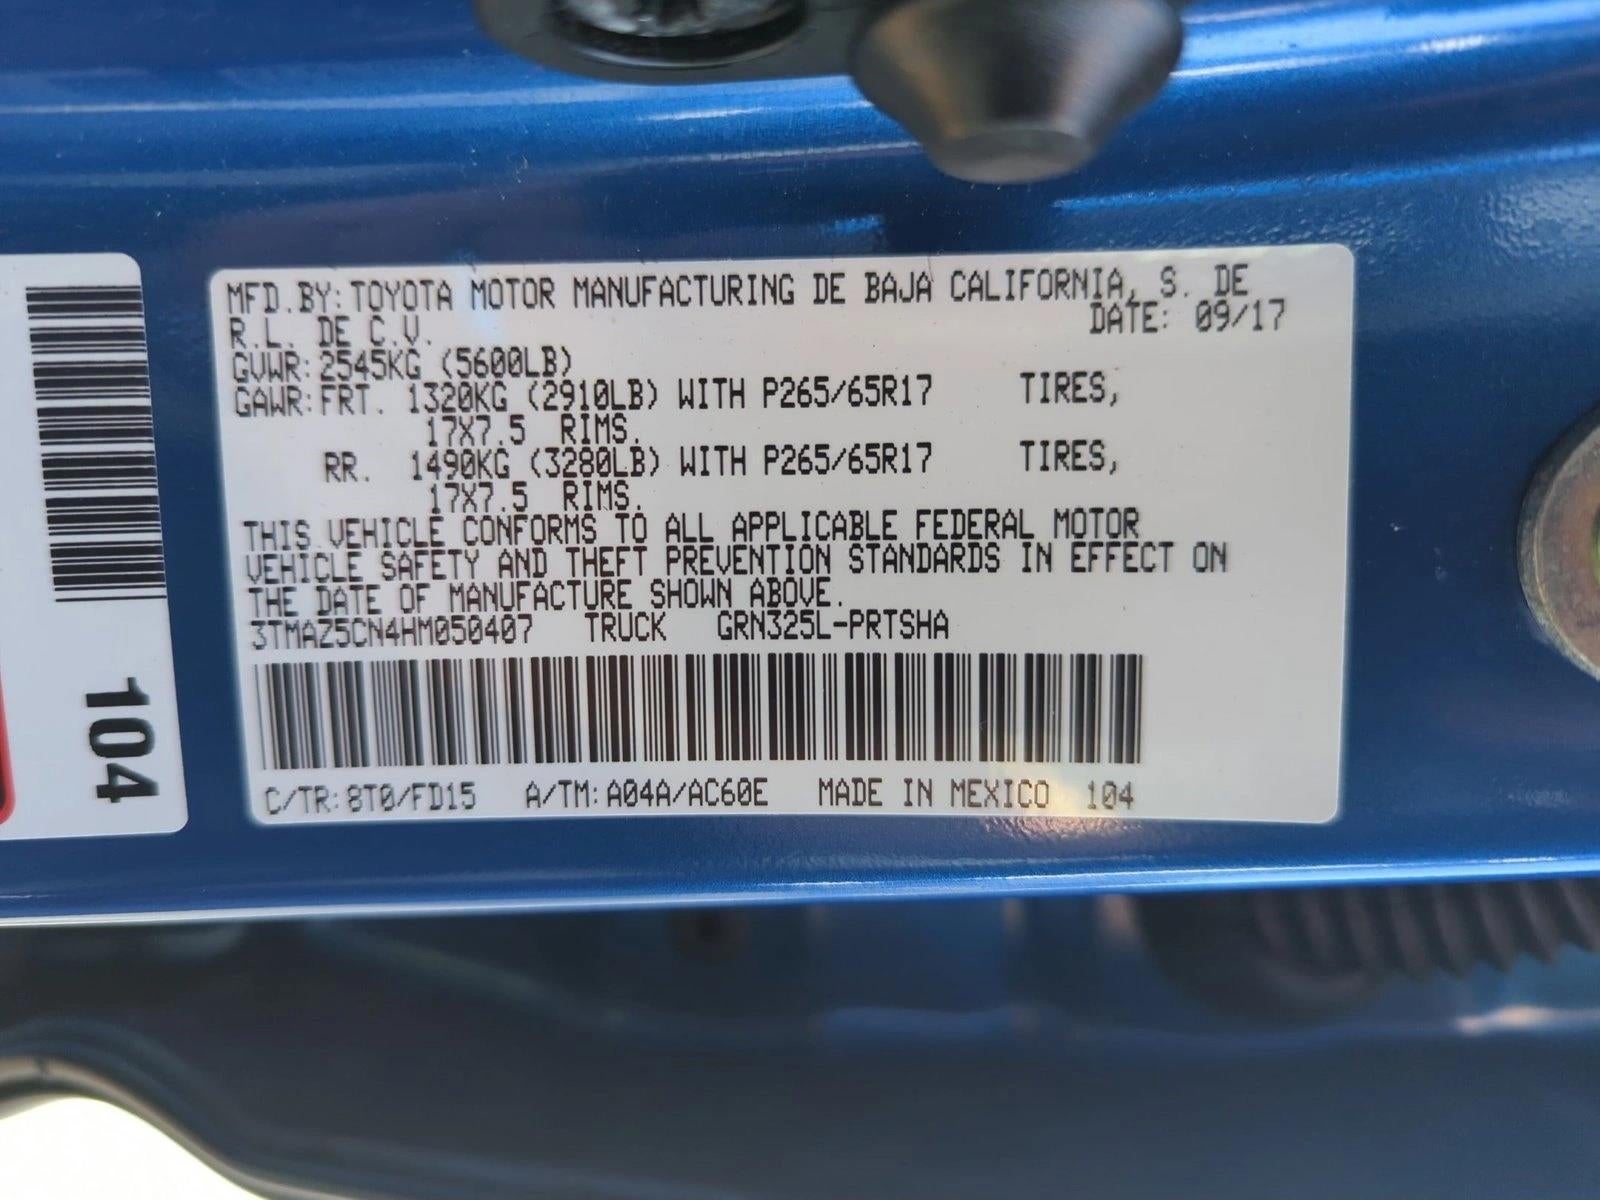 MFD.BY:TOYOTA MOTOR MANUFACTURING DE BAJA CALIFORNIA, S. DE
R.L. DE C.V. DATE: 09/17
GVWR:2545KG (5600LB)
GAWR:FRT. 1320KG (2910LB) WITH P265/65R17 TIRES,
17X7.5 RIMS.
RR. 1490KG (3280LB) WITH P265/65R17 TIRES,
17X7.5 RIMS.
THIS VEHICLE CONFORMS TO ALL APPLICABLE FEDERAL MOTOR
VEHICLE SAFETY AND THEFT PREVENTION STANDARDS IN EFFECT ON
THE DATE OF MANUFACTURE SHOWN ABOVE.
3TMAZ5CN4HM050407 TRUCK GRN325L-PRTSHA
C/TR:8T0/FD15 A/TM:A04A/AC60E MADE IN MEXICO 104
104